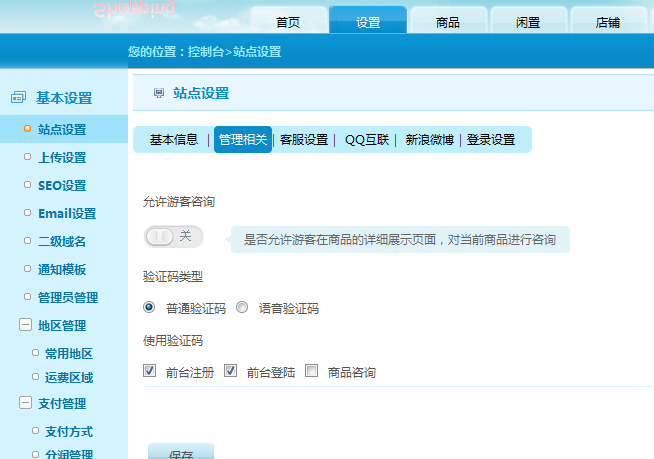 Shopping
首页 设置 商品 闲置 店铺
您的位置：控制台>站点设置
基本设置
站点设置
上传设置
SEO设置
Email设置
二级域名
通知模板
管理员管理
地区管理
常用地区
运费区域
支付管理
支付方式
分润管理
站点设置
基本信息 | 管理相关 | 客服设置 | QQ互联 | 新浪微博 | 登录设置
允许游客咨询
关 是否允许游客在商品的详细展示页面，对当前商品进行咨询
验证码类型
普通验证码 语音验证码
使用验证码
前台注册 前台登陆 商品咨询
保存